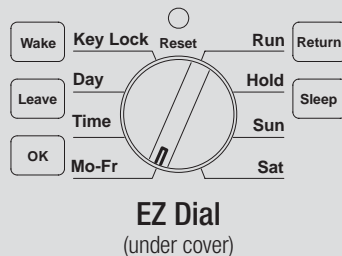 Wake Key Lock Reset Run Return
Day Hold
Leave Sleep
Time Sun
OK
Mo-Fr Sat
EZ Dial
(under cover)